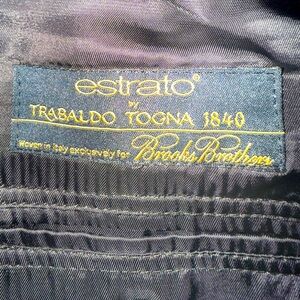 estrato®
by
TRABALDO TOGNA 1840
Woven in Italy exclusively for Brooks Brothers